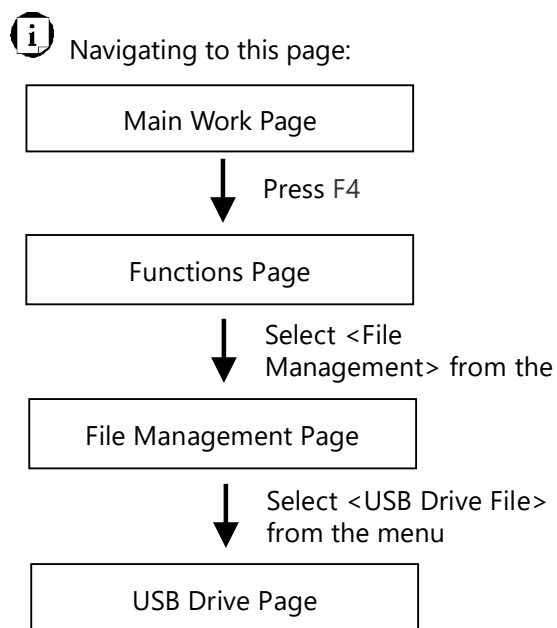 i
Navigating to this page:
Main Work Page
Press F4
Functions Page
Select <File
Management> from the
File Management Page
Select <USB Drive File>
from the menu
USB Drive Page